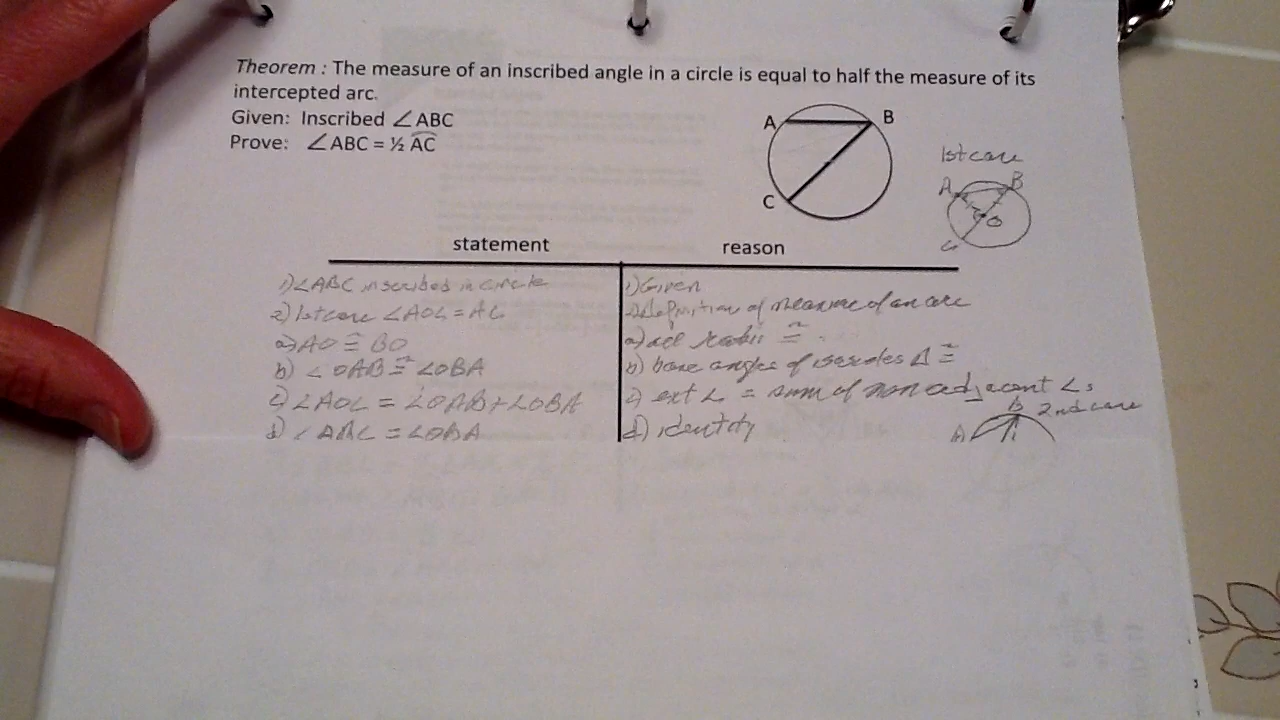 Theorem : The measure of an inscribed angle in a circle is equal to half the measure of its
intercepted arc.
Given: Inscribed ∠ABC
Prove: ∠ABC = ½ AC
A B
C
1st case
A B
O
C
statement reason
1) ∠ABC inscribed in circle 1) Given
2) 1st case ∠AOC = AC 2) definition of measure of an arc
a) AO ≅ BO a) all radii ≅
b) ∠OAB ≅ ∠OBA b) base angles of isosceles Δ ≅
c) ∠AOC = ∠OAB + ∠OBA c) ext ∠ = sum of non adjacent ∠s
B 2nd case
d) ∠ABC = ∠OBA d) identity
A